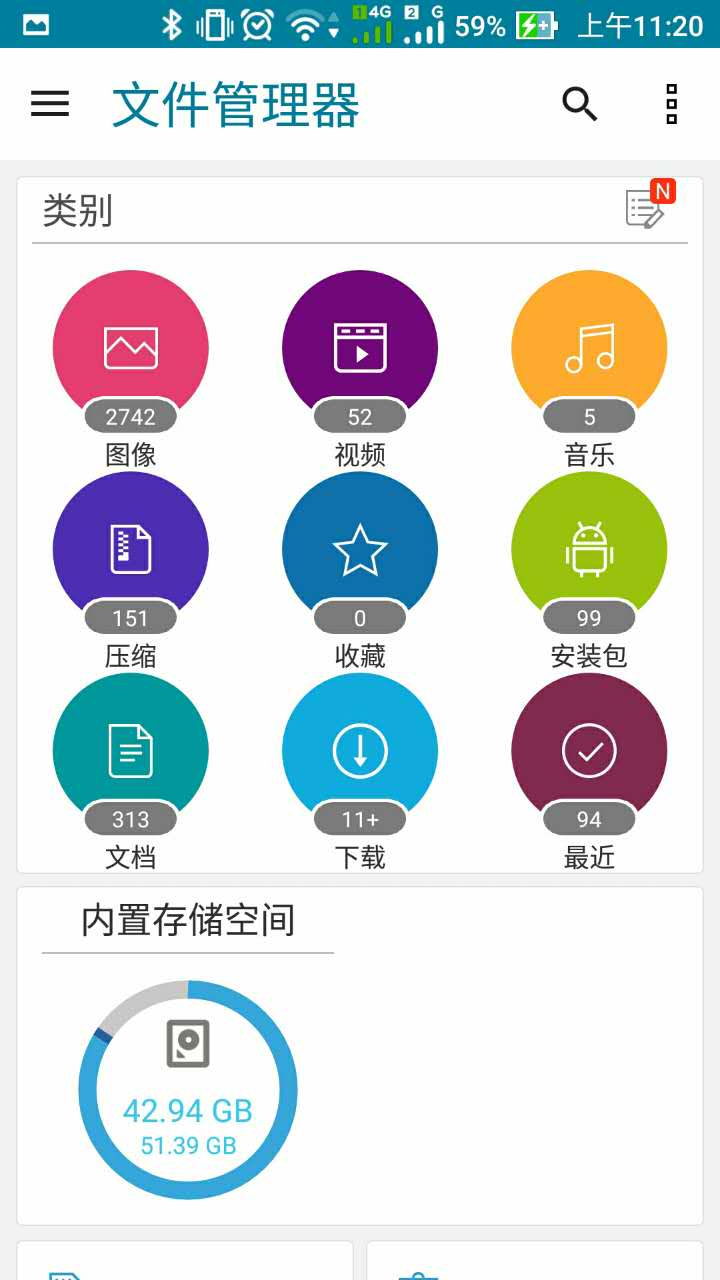 1 4G 2 G 59% 上午11:20
文件管理器
类别 N
2742 52 5
图像 视频 音乐
151 0 99
压缩 收藏 安装包
313 11+ 94
文档 下载 最近
内置存储空间
42.94 GB
51.39 GB